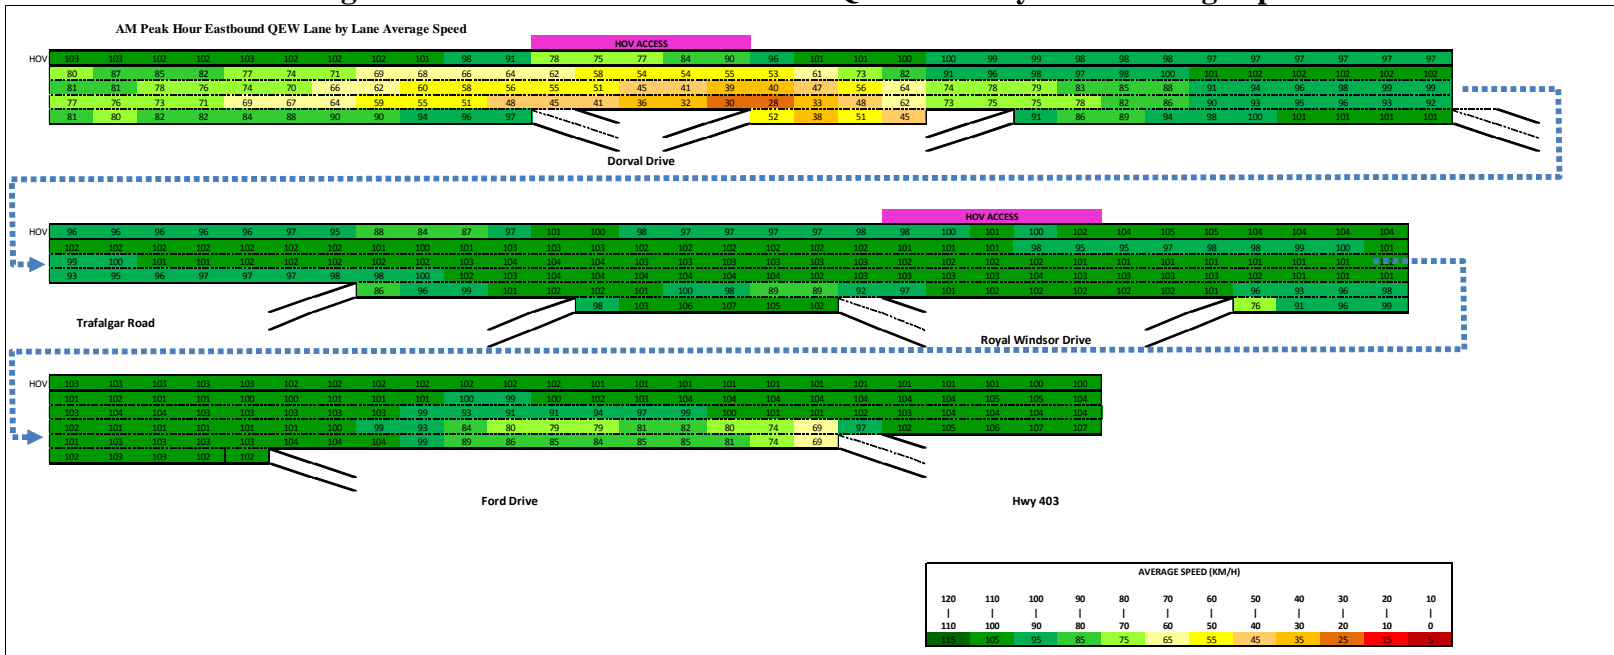 AM Peak Hour Eastbound QEW Lane by Lane Average Speed
HOV ACCESS
HOV 103 103 102 102 103 102 102 102 101 98 91 78 75 77 84 90 96 101 101 100 100 99 99 98 98 98 97 97 97 97 97 97
80 87 85 82 77 74 71 69 68 66 64 62 58 54 54 55 53 61 73 82 91 96 98 97 98 100 101 102 102 102 102 102
81 81 78 76 74 70 66 62 60 58 56 55 51 45 41 39 40 47 56 64 74 78 79 83 85 88 91 94 96 98 99 99
77 76 73 71 69 67 64 59 55 51 48 45 41 36 32 30 28 33 48 62 73 75 75 78 82 86 90 93 95 96 93 92
81 80 82 82 84 88 90 90 94 96 97 52 38 51 45 91 86 89 94 98 100 101 101 101 101
Dorval Drive
HOV ACCESS
HOV 96 96 96 96 96 97 95 88 84 87 97 101 100 98 97 97 97 97 98 98 100 101 100 102 104 105 105 104 104 104 104
102 102 102 102 102 102 102 101 100 101 103 103 103 102 102 102 102 102 102 101 101 101 98 95 95 97 98 98 99 100 101
99 100 101 101 102 102 102 102 102 103 104 104 104 104 104 103 103 103 103 102 102 102 101 101 101 101 101 101 101 101 101
93 95 96 97 97 97 98 98 100 102 103 104 104 104 104 104 103 102 102 102 103 104 103 103 103 103 103 102 101 101 101
86 96 99 101 102 102 101 100 98 89 89 92 97 101 102 102 102 102 102 101 96 93 96 98
98 103 106 107 105 102 76 91 96 99
Trafalgar Road
Royal Windsor Drive
HOV 103 103 103 103 103 102 102 102 102 102 102 102 101 101 101 101 101 101 101 101 101 101 100 100
101 102 101 101 100 100 101 101 100 99 100 102 103 104 104 104 104 104 104 104 104 105 105 104
103 104 104 103 103 103 103 103 99 93 91 91 94 97 99 100 101 101 102 103 104 104 104 104
102 101 101 101 101 101 100 99 93 84 80 79 79 81 82 80 74 69 97 102 105 106 107 107
101 103 103 103 103 104 104 104 99 89 86 85 84 85 85 81 74 69
102 103 103 102 102
Ford Drive
Hwy 403
AVERAGE SPEED (KM/H)
120 110 100 90 80 70 60 50 40 30 20 10
| | | | | | | | | | | |
110 100 90 80 70 60 50 40 30 20 10 0
115 105 95 85 75 65 55 45 35 25 15 5